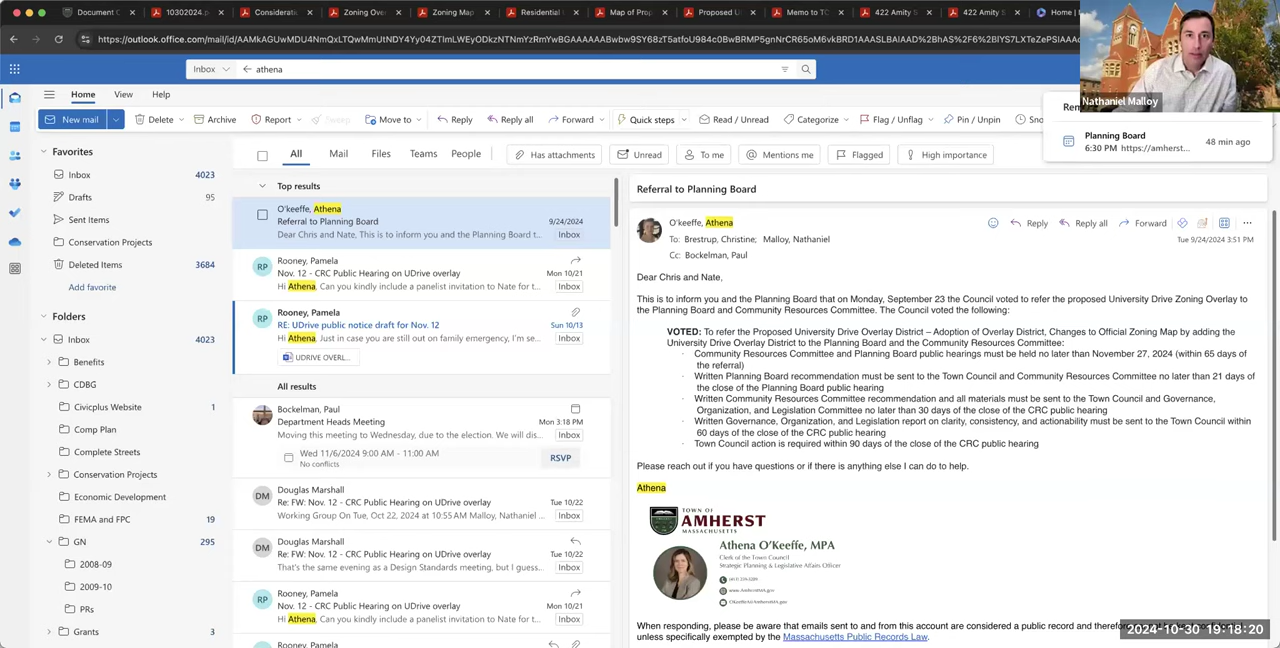 Document C
10302024.p
Consideratio
Zoning Ove
Zoning Map
Residential
Map of Prop
Proposed U
Memo to TC
422 Amity S
422 Amity S
Home |
Inbox
athena
Nathaniel Malloy
Home
View
Help
Rem
New mail
Delete
Archive
Report
Sweep
Move to
Reply
Reply all
Forward
Quick steps
Read / Unread
Categorize
Flag / Unflag
Pin / Unpin
Sno
Planning Board
6:30 PM https://amherst...
48 min ago
Favorites
Inbox 4023
Drafts 95
Sent Items
Conservation Projects
Deleted Items 3684
Add favorite
Folders
Inbox 4023
Benefits
CDBG
Civicplus Website 1
Comp Plan
Complete Streets
Conservation Projects
Economic Development
FEMA and FPC 19
GN 295
2008-09
2009-10
PRs
Grants 3
All
Mail
Files
Teams
People
Has attachments
Unread
To me
Mentions me
Flagged
High importance
Top results
O'keeffe, Athena
Referral to Planning Board 9/24/2024
Dear Chris and Nate, This is to inform you and the Planning Board t... Inbox
RP
Rooney, Pamela
Nov. 12 - CRC Public Hearing on UDrive overlay Mon 10/21
Hi Athena, Can you kindly include a panelist invitation to Nate for t... Inbox
RP
Rooney, Pamela
RE: UDrive public notice draft for Nov. 12 Sun 10/13
Hi Athena, Just in case you are still out on family emergency, I'm se... Inbox
UDRIVE OVERL...
All results
Bockelman, Paul
Department Heads Meeting Mon 3:18 PM
Moving this meeting to Wednesday, due to the election. We will dis... Inbox
Wed 11/6/2024 9:00 AM - 11:00 AM
No conflicts
RSVP
DM
Douglas Marshall
Re: FW: Nov. 12 - CRC Public Hearing on UDrive overlay Tue 10/22
Working Group On Tue, Oct 22, 2024 at 10:55 AM Malloy, Nathaniel ... Inbox
DM
Douglas Marshall
Re: FW: Nov. 12 - CRC Public Hearing on UDrive overlay Tue 10/22
That's the same evening as a Design Standards meeting, but I guess... Inbox
RP
Rooney, Pamela
Nov. 12 - CRC Public Hearing on UDrive overlay Mon 10/21
Hi Athena, Can you kindly include a panelist invitation to Nate for t... Inbox
Rooney, Pamela
Referral to Planning Board
O'keeffe, Athena
To: Brestrup, Christine; Malloy, Nathaniel
Cc: Bockelman, Paul
Reply
Reply all
Forward
Tue 9/24/2024 3:51 PM
Dear Chris and Nate,
This is to inform you and the Planning Board that on Monday, September 23 the Council voted to refer the proposed University Drive Zoning Overlay to
the Planning Board and Community Resources Committee. The Council voted the following:
VOTED: To refer the Proposed University Drive Overlay District – Adoption of Overlay District, Changes to Official Zoning Map by adding the
University Drive Overlay District to the Planning Board and the Community Resources Committee:
· Community Resources Committee and Planning Board public hearings must be held no later than November 27, 2024 (within 65 days of
the referral)
· Written Planning Board recommendation must be sent to the Town Council and Community Resources Committee no later than 21 days of
the close of the Planning Board public hearing
· Written Community Resources Committee recommendation and all materials must be sent to the Town Council and Governance,
Organization, and Legislation Committee no later than 30 days of the close of the CRC public hearing
· Written Governance, Organization, and Legislation report on clarity, consistency, and actionability must be sent to the Town Council within
60 days of the close of the CRC public hearing
· Town Council action is required within 90 days of the close of the CRC public hearing
Please reach out if you have questions or if there is anything else I can do to help.
Athena
TOWN OF
AMHERST
MASSACHUSETTS
Athena O'Keeffe, MPA
Clerk of the Town Council
Strategic Planning & Legislative Affairs Officer
When responding, please be aware that emails sent to and from this account are considered a public record and therefore
unless specifically exempted by the Massachusetts Public Records Law.
2024-10-30 19:18:20